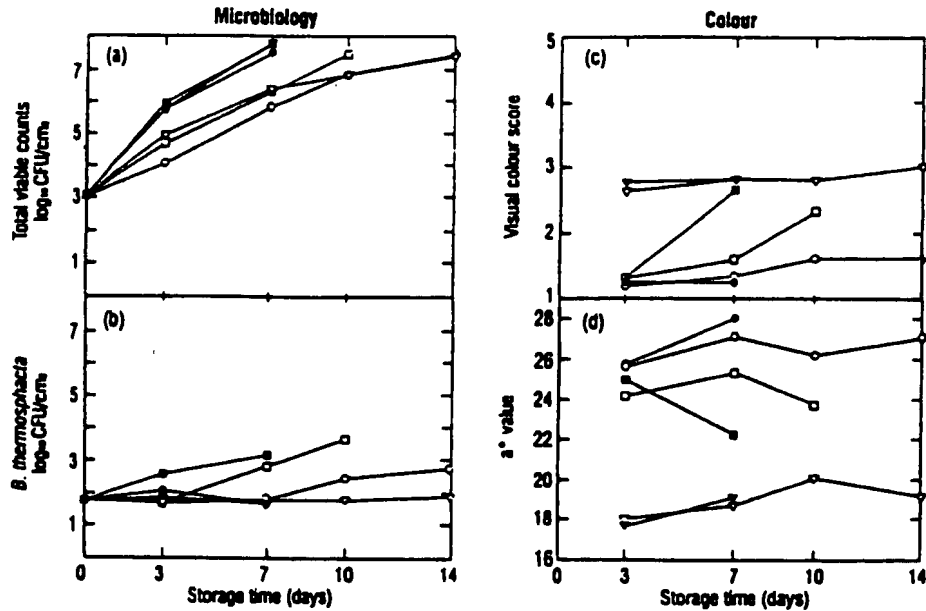 Microbiology
Colour
(a)
7
5
3
1
Total viable counts
log₁₀ CFU/cm²
(b)
7
5
3
1
B. thermosphacta
log₁₀ CFU/cm²
0 3 7 10 14
Storage time (days)
(c)
5
4
3
2
1
Visual colour score
(d)
28
26
24
22
20
18
16
a* value
0 3 7 10 14
Storage time (days)